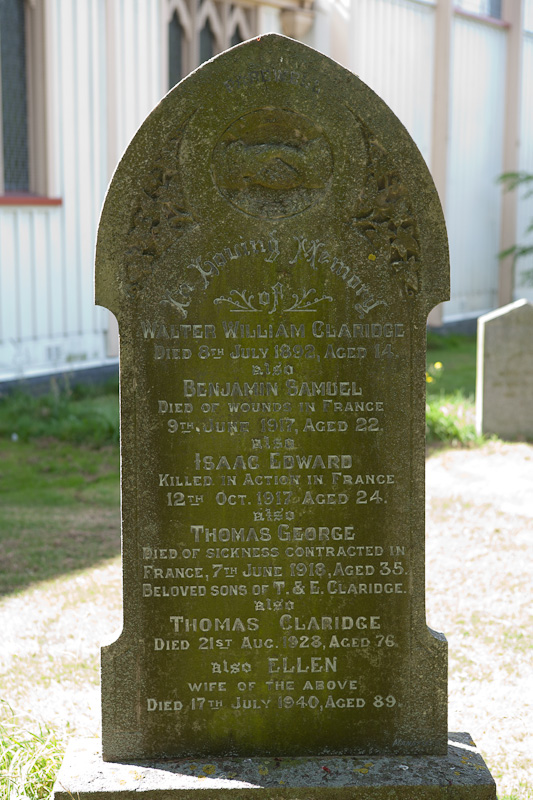 In Loving Memory
of
WALTER WILLIAM CLARIDGE
DIED 8TH JULY 1892, AGED 14.
also
BENJAMIN SAMUEL
DIED OF WOUNDS IN FRANCE
9TH JUNE 1917, AGED 22.
also
ISAAC EDWARD
KILLED IN ACTION IN FRANCE
12TH OCT. 1917, AGED 24.
also
THOMAS GEORGE
DIED OF SICKNESS CONTRACTED IN
FRANCE, 7TH JUNE 1918, AGED 35.
BELOVED SONS OF T. & E. CLARIDGE.
also
THOMAS CLARIDGE
DIED 21ST AUG. 1928, AGED 76.
also ELLEN
WIFE OF THE ABOVE
DIED 17TH JULY 1940, AGED 89.